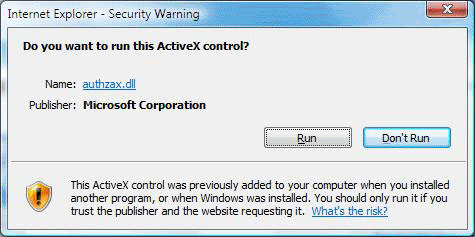 Internet Explorer - Security Warning
Do you want to run this ActiveX control?
Name: authzax.dll
Publisher: Microsoft Corporation
Run Don't Run
This ActiveX control was previously added to your computer when you installed
another program, or when Windows was installed. You should only run it if you
trust the publisher and the website requesting it. What's the risk?